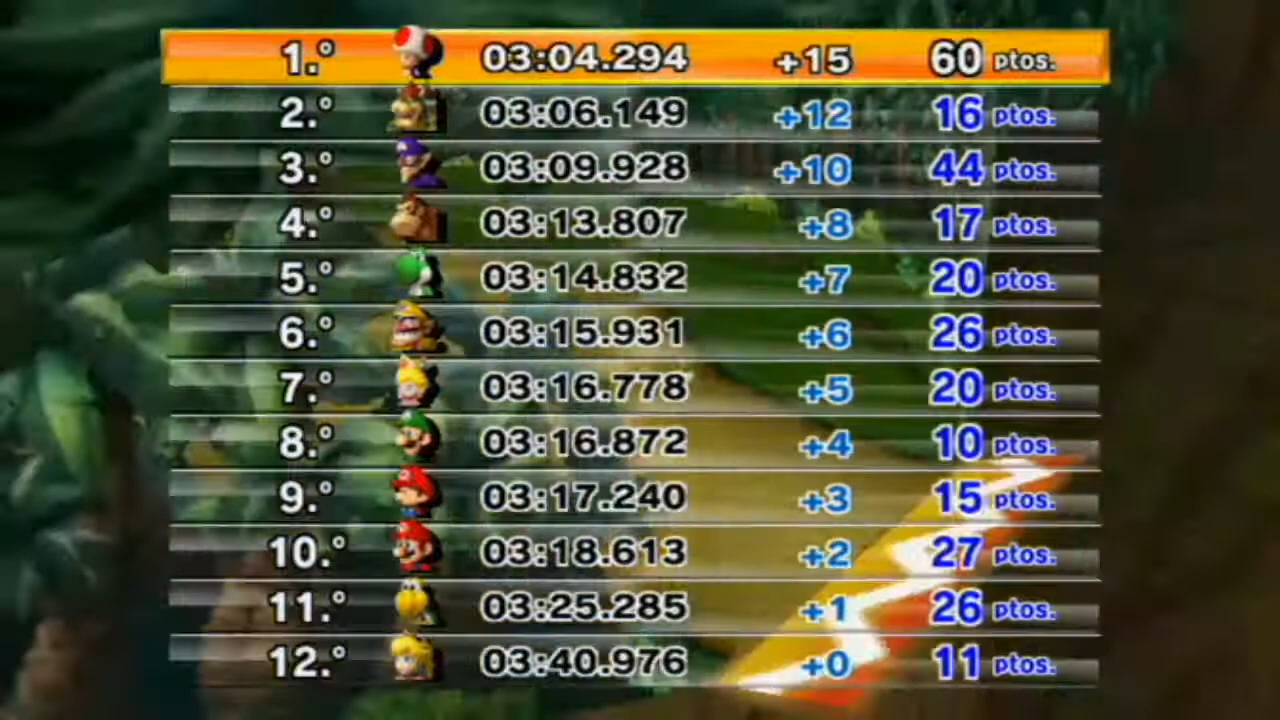 1.º 03:04.294 +15 60 ptos.
2.º 03:06.149 +12 16 ptos.
3.º 03:09.928 +10 44 ptos.
4.º 03:13.807 +8 17 ptos.
5.º 03:14.832 +7 20 ptos.
6.º 03:15.931 +6 26 ptos.
7.º 03:16.778 +5 20 ptos.
8.º 03:16.872 +4 10 ptos.
9.º 03:17.240 +3 15 ptos.
10.º 03:18.613 +2 27 ptos.
11.º 03:25.285 +1 26 ptos.
12.º 03:40.976 +0 11 ptos.